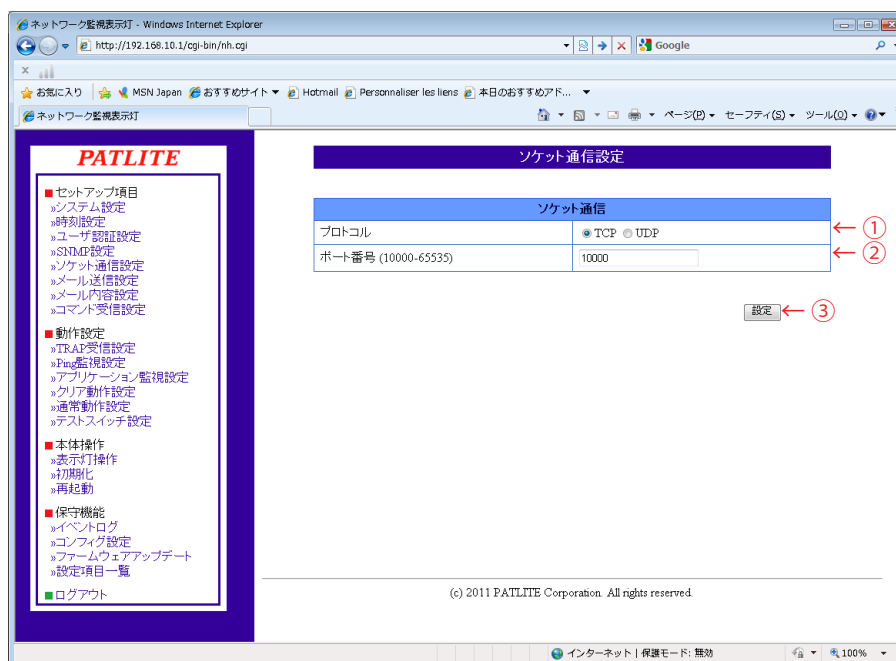 ネットワーク監視表示灯 - Windows Internet Explorer
http://192.168.10.1/cgi-bin/nh.cgi
Google
お気に入り MSN Japan おすすめサイト Hotmail Personnaliser les liens 本日のおすすめアド...
ネットワーク監視表示灯
ページ(P) セーフティ(S) ツール(O)
PATLITE
■セットアップ項目
»システム設定
»時刻設定
»ユーザ認証設定
»SNMP設定
»ソケット通信設定
»メール送信設定
»メール内容設定
»コマンド受信設定
■動作設定
»TRAP受信設定
»Ping監視設定
»アプリケーション監視設定
»クリア動作設定
»通常動作設定
»テストスイッチ設定
■本体操作
»表示灯操作
»初期化
»再起動
■保守機能
»イベントログ
»コンフィグ設定
»ファームウェアアップデート
»設定項目一覧
■ログアウト
ソケット通信設定
ソケット通信
プロトコル TCP UDP ← ①
ポート番号 (10000-65535) 10000 ← ②
設定 ← ③
(c) 2011 PATLITE Corporation. All rights reserved.
インターネット | 保護モード: 無効 100%